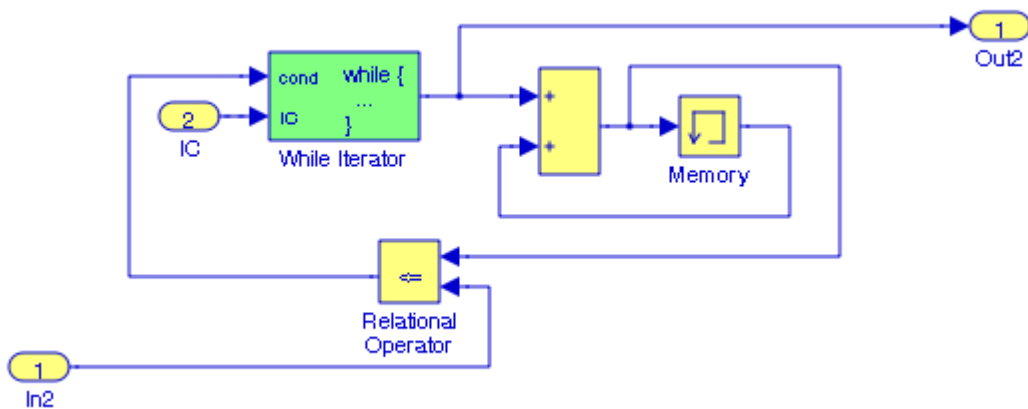 1
Out2
cond while {
...
IC }
While Iterator
2
IC
+
+
Memory
<=
Relational
Operator
1
In2